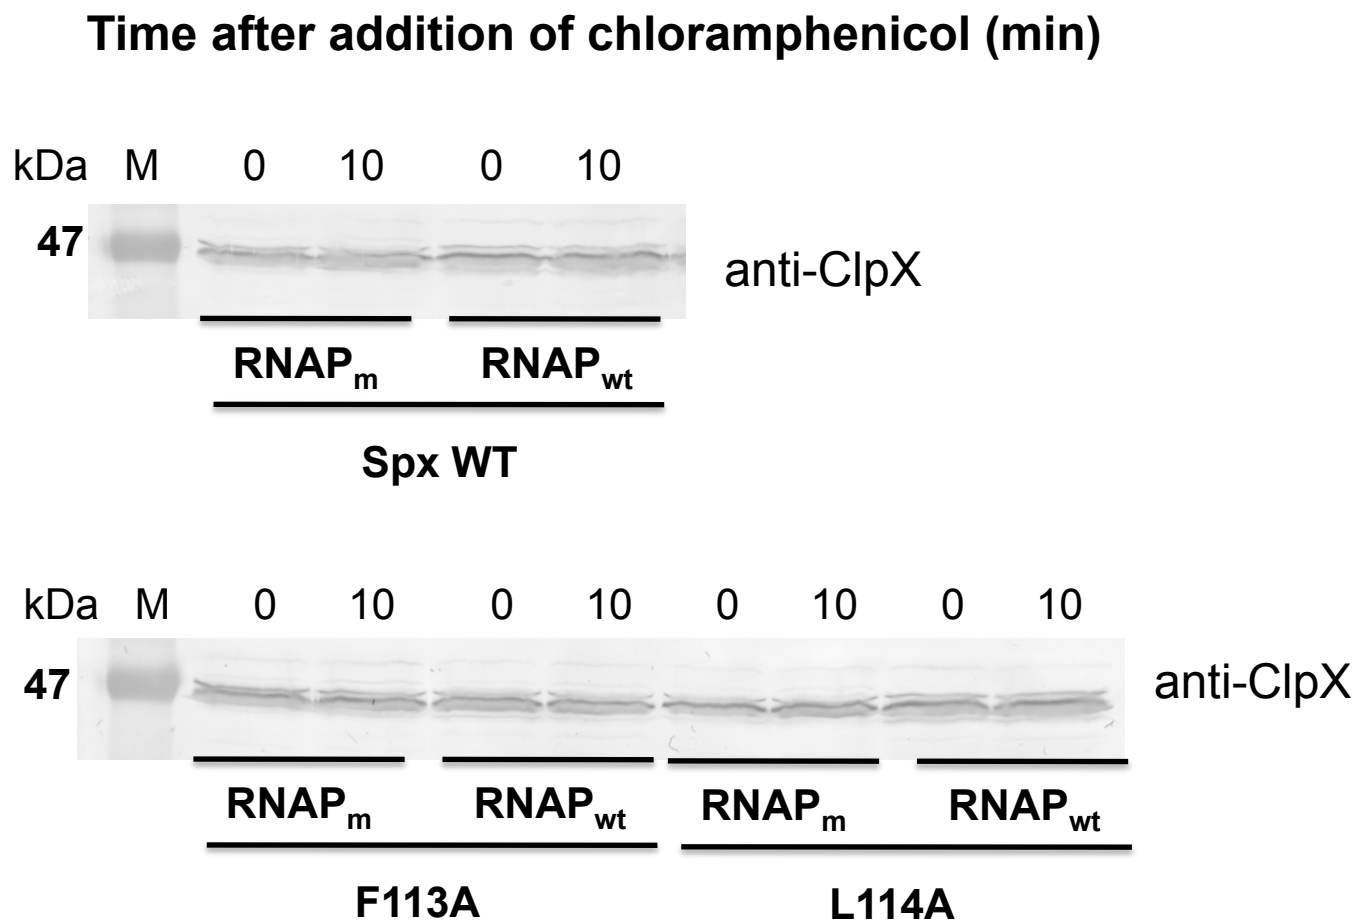 Time after addition of chloramphenicol (min)
kDa M 0 10 0 10
47
anti-ClpX
RNAPm RNAPwt
Spx WT
kDa M 0 10 0 10 0 10 0 10
47
anti-ClpX
RNAPm RNAPwt RNAPm RNAPwt
F113A L114A